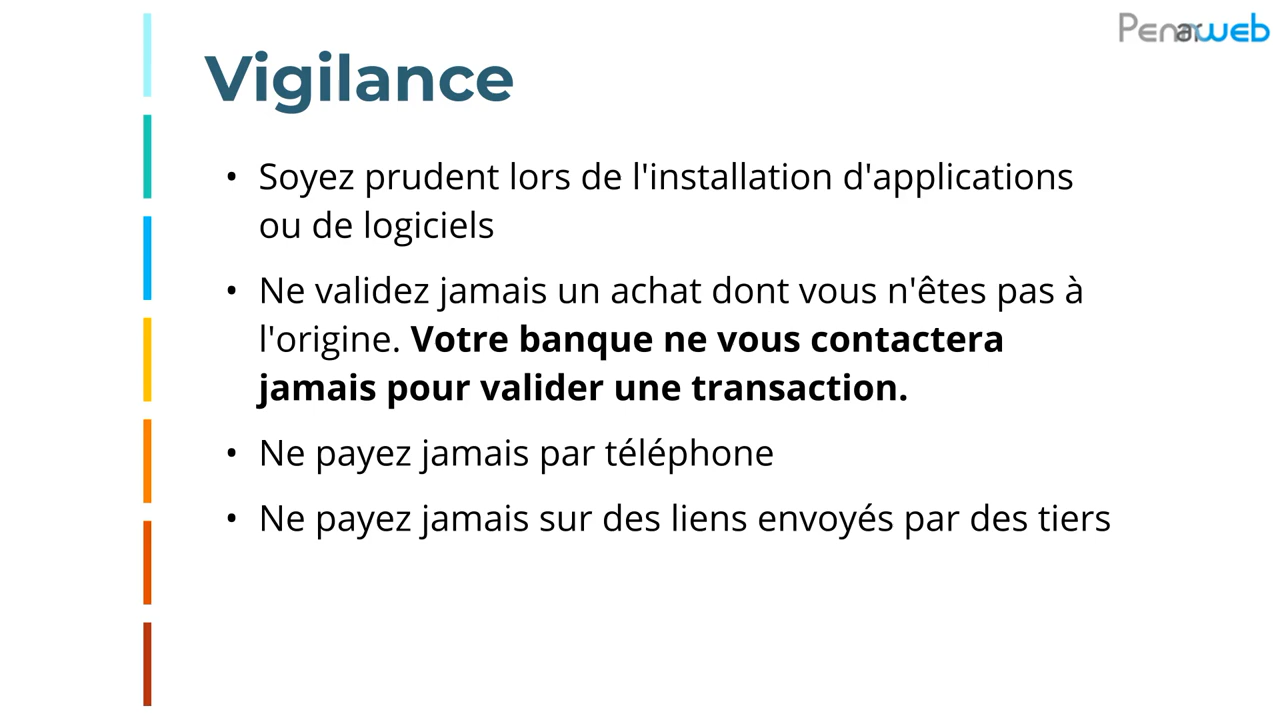 Penarweb
Vigilance
• Soyez prudent lors de l'installation d'applications
ou de logiciels
• Ne validez jamais un achat dont vous n'êtes pas à
l'origine. Votre banque ne vous contactera
jamais pour valider une transaction.
• Ne payez jamais par téléphone
• Ne payez jamais sur des liens envoyés par des tiers